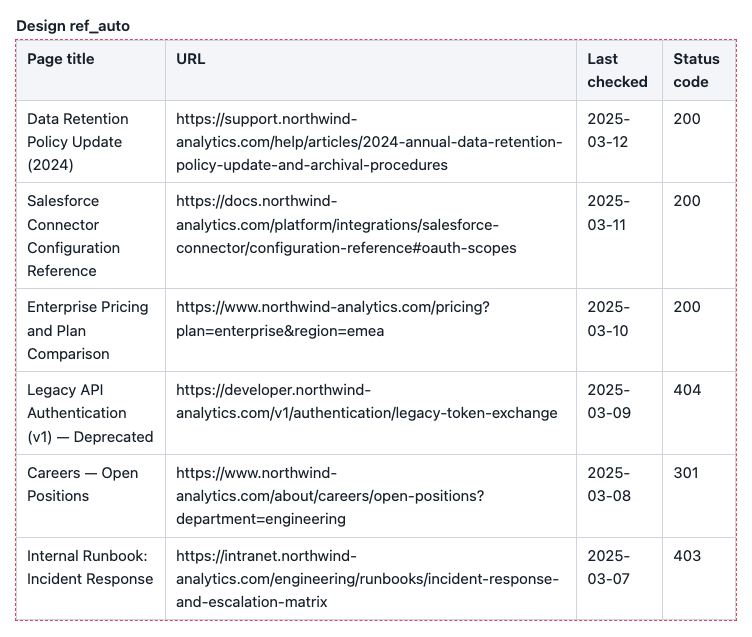 Design ref_auto
Page title
URL
Last
checked
Status
code
Data Retention
Policy Update
(2024)
https://support.northwind-
analytics.com/help/articles/2024-annual-data-retention-
policy-update-and-archival-procedures
2025-
03-12
200
Salesforce
Connector
Configuration
Reference
https://docs.northwind-
analytics.com/platform/integrations/salesforce-
connector/configuration-reference#oauth-scopes
2025-
03-11
200
Enterprise Pricing
and Plan
Comparison
https://www.northwind-analytics.com/pricing?
plan=enterprise&region=emea
2025-
03-10
200
Legacy API
Authentication
(v1) — Deprecated
https://developer.northwind-
analytics.com/v1/authentication/legacy-token-exchange
2025-
03-09
404
Careers — Open
Positions
https://www.northwind-
analytics.com/about/careers/open-positions?
department=engineering
2025-
03-08
301
Internal Runbook:
Incident Response
https://intranet.northwind-
analytics.com/engineering/runbooks/incident-response-
and-escalation-matrix
2025-
03-07
403